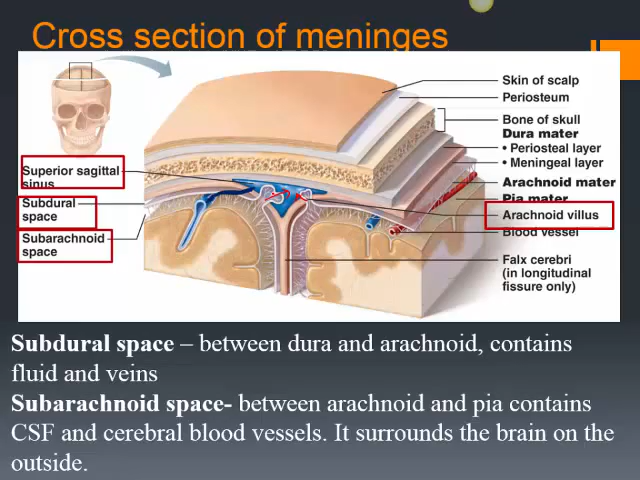 Cross section of meninges
Skin of scalp
Periosteum
Bone of skull
Dura mater
• Periosteal layer
• Meningeal layer
Arachnoid mater
Pia mater
Arachnoid villus
Blood vessel
Falx cerebri
(in longitudinal
fissure only)
Superior sagittal
sinus
Subdural
space
Subarachnoid
space
Subdural space – between dura and arachnoid, contains
fluid and veins
Subarachnoid space- between arachnoid and pia contains
CSF and cerebral blood vessels. It surrounds the brain on the
outside.